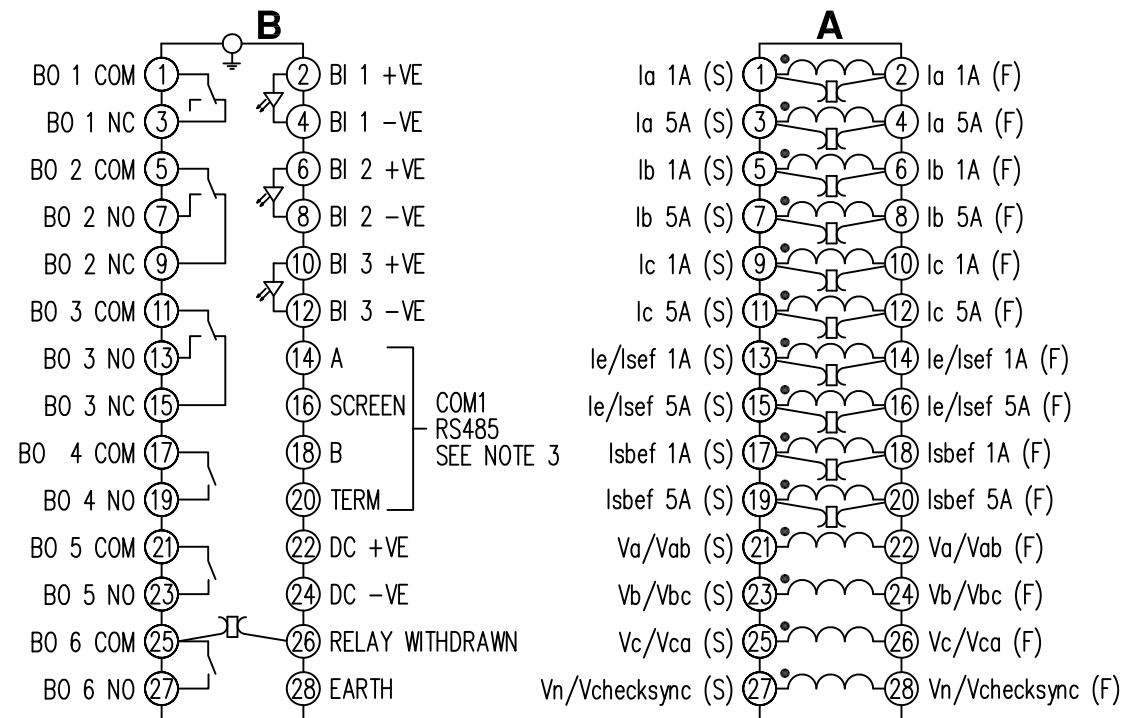 B
BO 1 COM 1 2 BI 1 +VE
BO 1 NC 3 4 BI 1 −VE
BO 2 COM 5 6 BI 2 +VE
BO 2 NO 7 8 BI 2 −VE
BO 2 NC 9 10 BI 3 +VE
BO 3 COM 11 12 BI 3 −VE
BO 3 NO 13 14 A
BO 3 NC 15 16 SCREEN
BO 4 COM 17 18 B
BO 4 NO 19 20 TERM
COM1
RS485
SEE NOTE 3
BO 5 COM 21 22 DC +VE
BO 5 NO 23 24 DC −VE
BO 6 COM 25 26 RELAY WITHDRAWN
BO 6 NO 27 28 EARTH
A
Ia 1A (S) 1 2 Ia 1A (F)
Ia 5A (S) 3 4 Ia 5A (F)
Ib 1A (S) 5 6 Ib 1A (F)
Ib 5A (S) 7 8 Ib 5A (F)
Ic 1A (S) 9 10 Ic 1A (F)
Ic 5A (S) 11 12 Ic 5A (F)
Ie/Isef 1A (S) 13 14 Ie/Isef 1A (F)
Ie/Isef 5A (S) 15 16 Ie/Isef 5A (F)
Isbef 1A (S) 17 18 Isbef 1A (F)
Isbef 5A (S) 19 20 Isbef 5A (F)
Va/Vab (S) 21 22 Va/Vab (F)
Vb/Vbc (S) 23 24 Vb/Vbc (F)
Vc/Vca (S) 25 26 Vc/Vca (F)
Vn/Vchecksync (S) 27 28 Vn/Vchecksync (F)